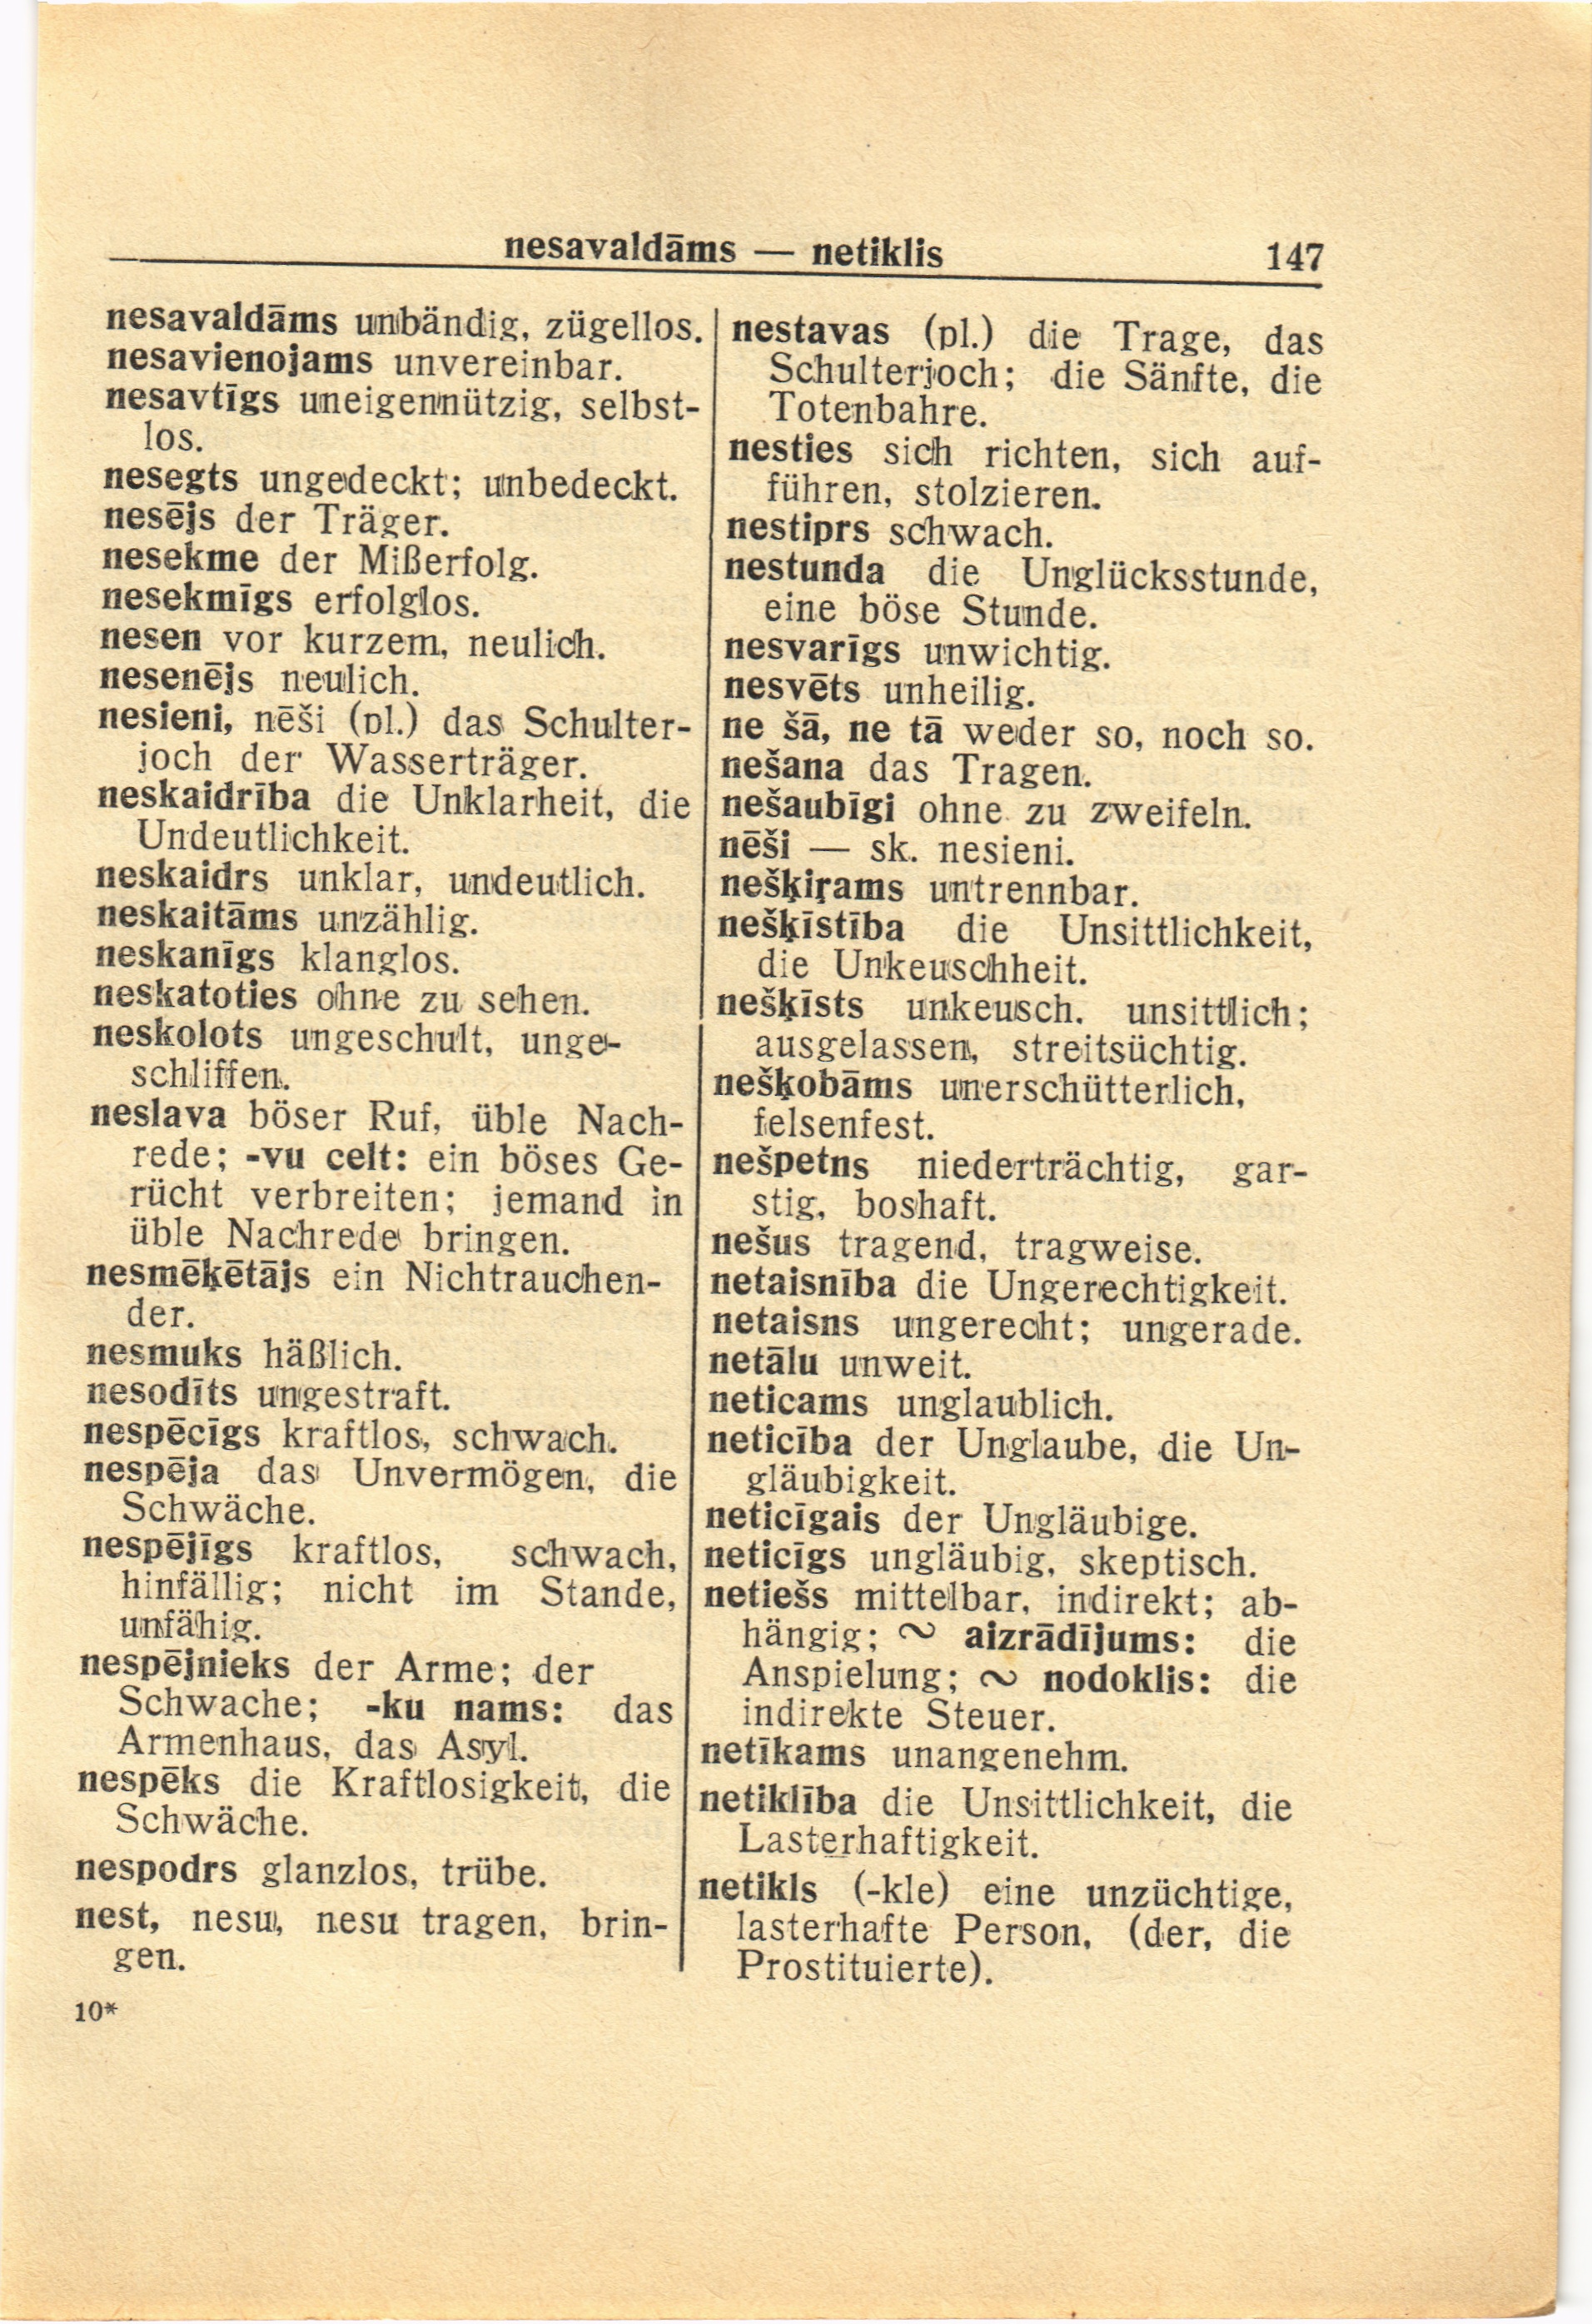 nesavaldāms — netiklis 147
nesavaldāms unbändig, zügellos.
nesavienojams unvereinbar.
nesavtīgs uneigennützig, selbst-
los.
nesegts ungedeckt; unbedeckt.
nesējs der Träger.
nesekme der Mißerfolg.
nesekmīgs erfolglos.
nesen vor kurzem, neulich.
nesenējs neulich.
nesieni, nēši (pl.) das Schulter-
joch der Wasserträger.
neskaidrība die Unklarheit, die
Undeutlichkeit.
neskaidrs unklar, undeutlich.
neskaitāms unzählig.
neskanīgs klanglos.
neskatoties ohne zu sehen.
neskolots ungeschult, unge-
schliffen.
neslava böser Ruf, üble Nach-
rede; -vu celt: ein böses Ge-
rücht verbreiten; jemand in
üble Nachrede bringen.
nesmēķētājs ein Nichtrauchen-
der.
nesmuks häßlich.
nesodīts ungestraft.
nespēcīgs kraftlos, schwach.
nespēja das Unvermögen, die
Schwäche.
nespējīgs kraftlos, schwach,
hinfällig; nicht im Stande,
unfähig.
nespējnieks der Arme; der
Schwache; -ku nams: das
Armenhaus, das Asyl.
nespēks die Kraftlosigkeit, die
Schwäche.
nespodrs glanzlos, trübe.
nest, nesu, nesu tragen, brin-
gen.
10*
nestavas (pl.) die Trage, das
Schulterjoch; die Sänfte, die
Totenbahre.
nesties sich richten, sich auf-
führen, stolzieren.
nestiprs schwach.
nestunda die Unglücksstunde,
eine böse Stunde.
nesvarīgs unwichtig.
nesvēts unheilig.
ne šā, ne tā weder so, noch so.
nešana das Tragen.
nešaubīgi ohne zu zweifeln.
nēši — sk. nesieni.
nešķiŗams untrennbar.
nešķīstība die Unsittlichkeit,
die Unkeuschheit.
nešķīsts unkeusch, unsittlich;
ausgelassen, streitsüchtig.
nešķobāms unerschütterlich,
felsenfest.
nešpetns niederträchtig, gar-
stig, boshaft.
nešus tragend, tragweise.
netaisnība die Ungerechtigkeit.
netaisns ungerecht; ungerade.
netālu unweit.
neticams unglaublich.
neticība der Unglaube, die Un-
gläubigkeit.
neticīgais der Ungläubige.
neticīgs ungläubig, skeptisch.
netiešs mittelbar, indirekt; ab-
hängig; ~ aizrādījums: die
Anspielung; ~ nodoklis: die
indirekte Steuer.
netīkams unangenehm.
netiklība die Unsittlichkeit, die
Lasterhaftigkeit.
netikls (-kle) eine unzüchtige,
lasterhafte Person, (der, die
Prostituierte).